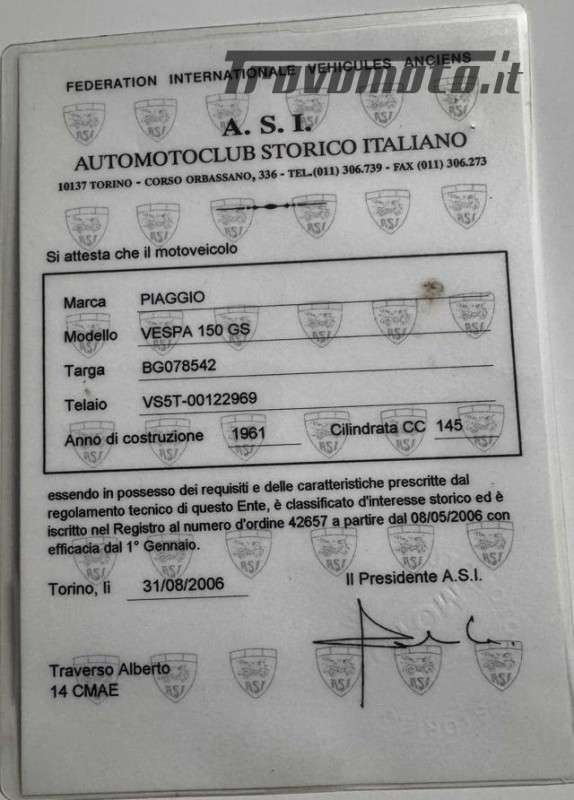 Trovomoto.it
FEDERATION INTERNATIONALE VEHICULES ANCIENS
A. S. I.
AUTOMOTOCLUB STORICO ITALIANO
10137 TORINO - CORSO ORBASSANO, 336 - TEL.(011) 306.739 - FAX (011) 306.273
Si attesta che il motoveicolo
Marca PIAGGIO
Modello VESPA 150 GS
Targa BG078542
Telaio VS5T-00122969
Anno di costruzione 1961 Cilindrata CC 145
essendo in possesso dei requisiti e delle caratteristiche prescritte dal
regolamento tecnico di questo Ente, è classificato d'interesse storico ed è
iscritto nel Registro al numero d'ordine 42657 a partire dal 08/05/2006 con
efficacia dal 1° Gennaio.
Torino, lì 31/08/2006
Il Presidente A.S.I.
Traverso Alberto
14 CMAE